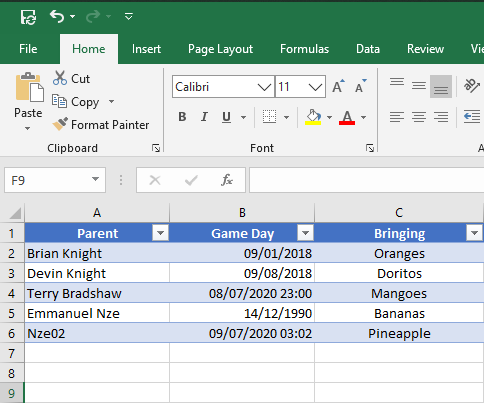 File Home Insert Page Layout Formulas Data Review
Cut
Copy
Paste
Format Painter
Calibri 11 A A
B I U A
ab
Clipboard Font
F9 fx
A B C
1 Parent Game Day Bringing
2 Brian Knight 09/01/2018 Oranges
3 Devin Knight 09/08/2018 Doritos
4 Terry Bradshaw 08/07/2020 23:00 Mangoes
5 Emmanuel Nze 14/12/1990 Bananas
6 Nze02 09/07/2020 03:02 Pineapple
7
8
9